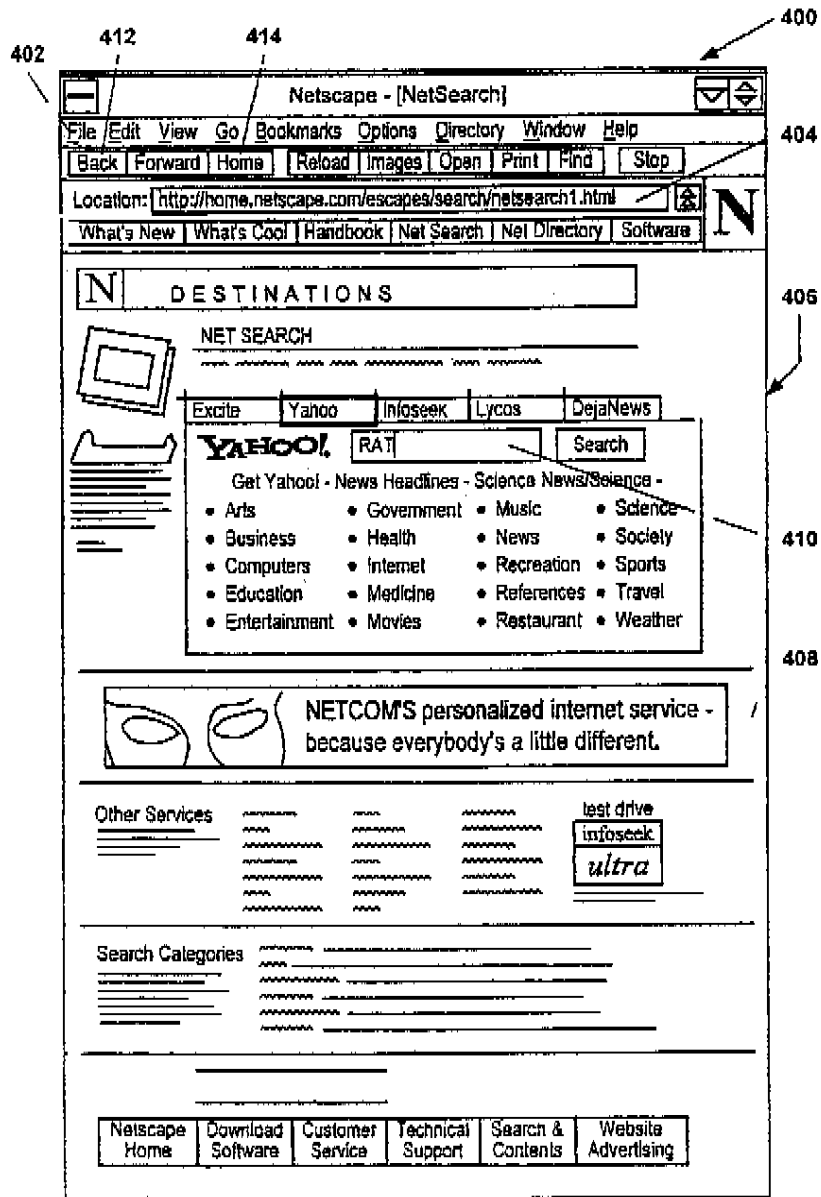 400
412 414
402
Netscape - [NetSearch]
File Edit View Go Bookmarks Options Directory Window Help
404
Back Forward Home Reload Images Open Print Find Stop
Location: http://home.netscape.com/escapes/search/netsearch1.html
N
What's New What's Cool Handbook Net Search Net Directory Software
N DESTINATIONS
406
NET SEARCH
Excite Yahoo Infoseek Lycos DejaNews
YAHOO! RAT Search
Get Yahoo! - News Headlines - Science News/Science -
• Arts • Government • Music • Science
• Business • Health • News • Society
410
• Computers • Internet • Recreation • Sports
• Education • Medicine • References • Travel
• Entertainment • Movies • Restaurant • Weather
408
NETCOM'S personalized internet service -
because everybody's a little different.
Other Services
test drive
infoseek
ultra
Search Categories
Netscape Home Download Software Customer Service Technical Support Search & Contents Website Advertising